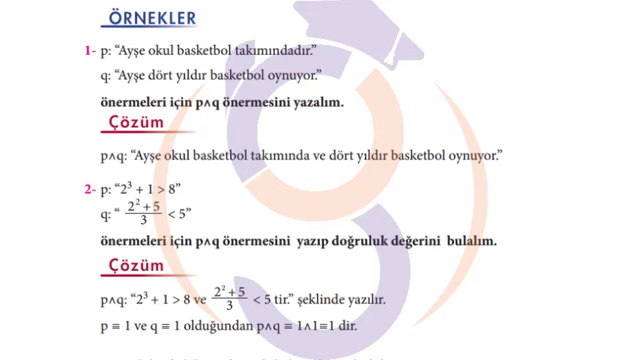 ÖRNEKLER
1- p: “Ayşe okul basketbol takımındadır.”
q: “Ayşe dört yıldır basketbol oynuyor.”
önermeleri için p∧q önermesini yazalım.
Çözüm
p∧q: “Ayşe okul basketbol takımında ve dört yıldır basketbol oynuyor.”
2- p: “2³ + 1 > 8”
q: “ (2² + 5)/3 < 5”
önermeleri için p∧q önermesini yazıp doğruluk değerini bulalım.
Çözüm
p∧q: “2³ + 1 > 8 ve (2² + 5)/3 < 5 tir.” şeklinde yazılır.
p ≡ 1 ve q ≡ 1 olduğundan p∧q ≡ 1∧1≡1 dir.